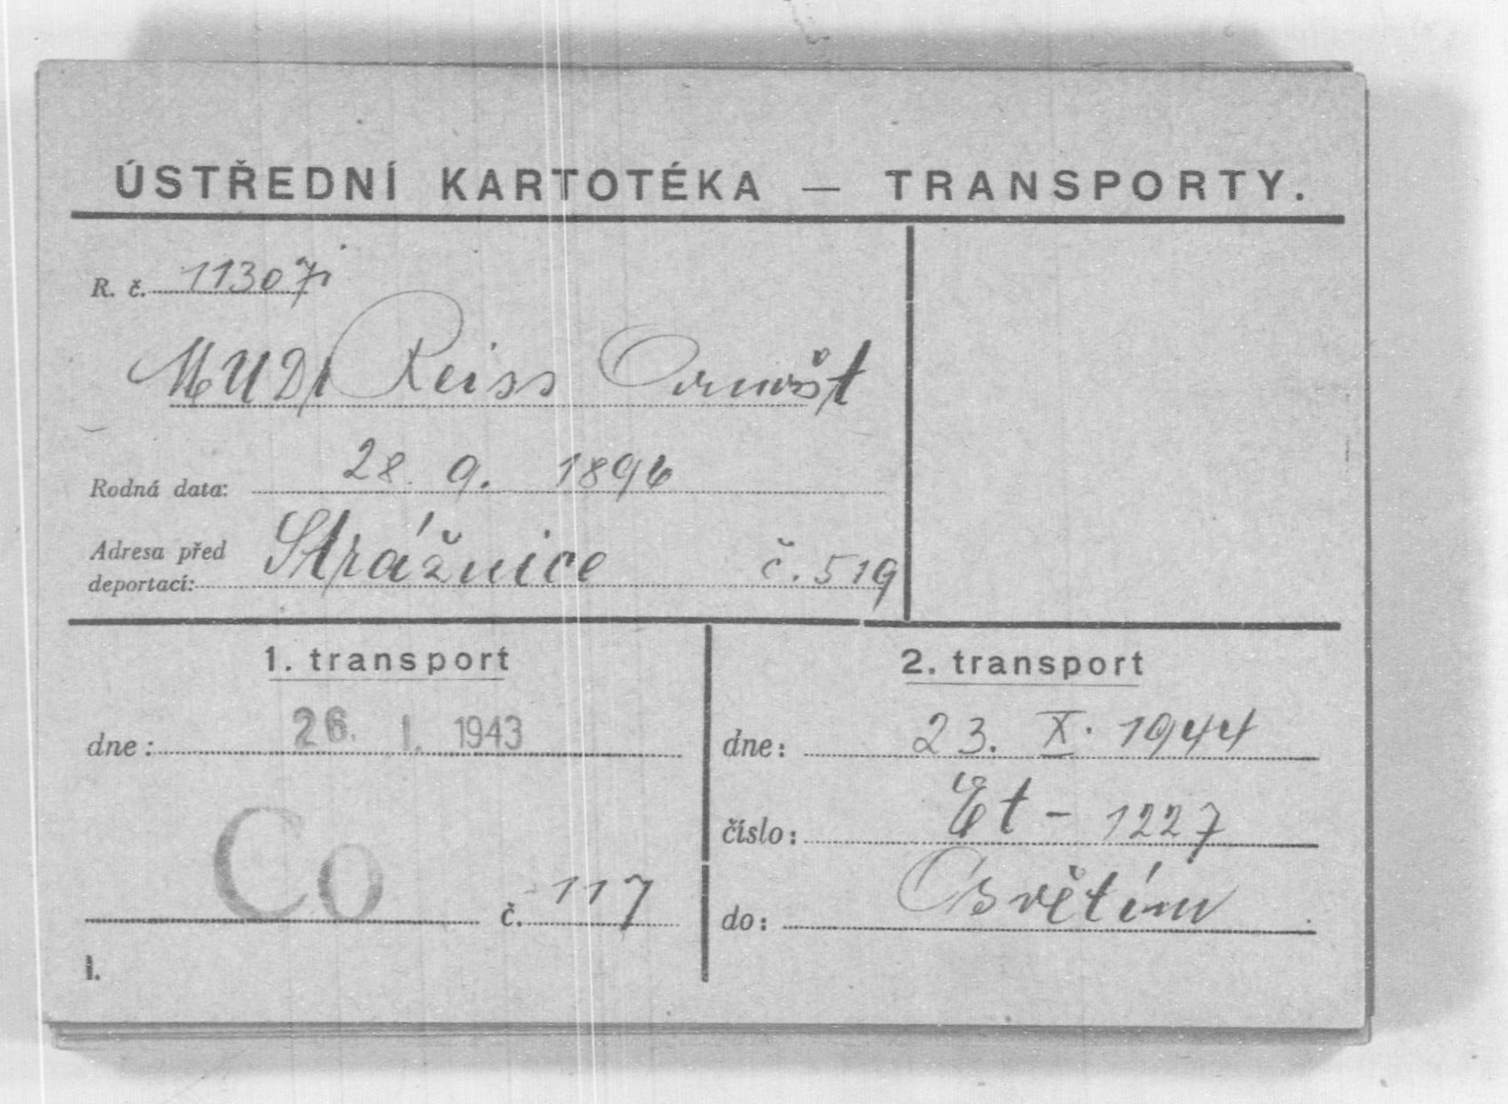 ÚSTŘEDNÍ KARTOTÉKA — TRANSPORTY.
R. č. 11307
MUDr Reiss Arnošt
Rodná data: 28. 9. 1896
Adresa před
deportací: Strážnice č. 519
1. transport
dne: 26. I. 1943
Co č. 117
I.
2. transport
dne: 23. X. 1944
číslo: Et - 1227
do: Osvětim